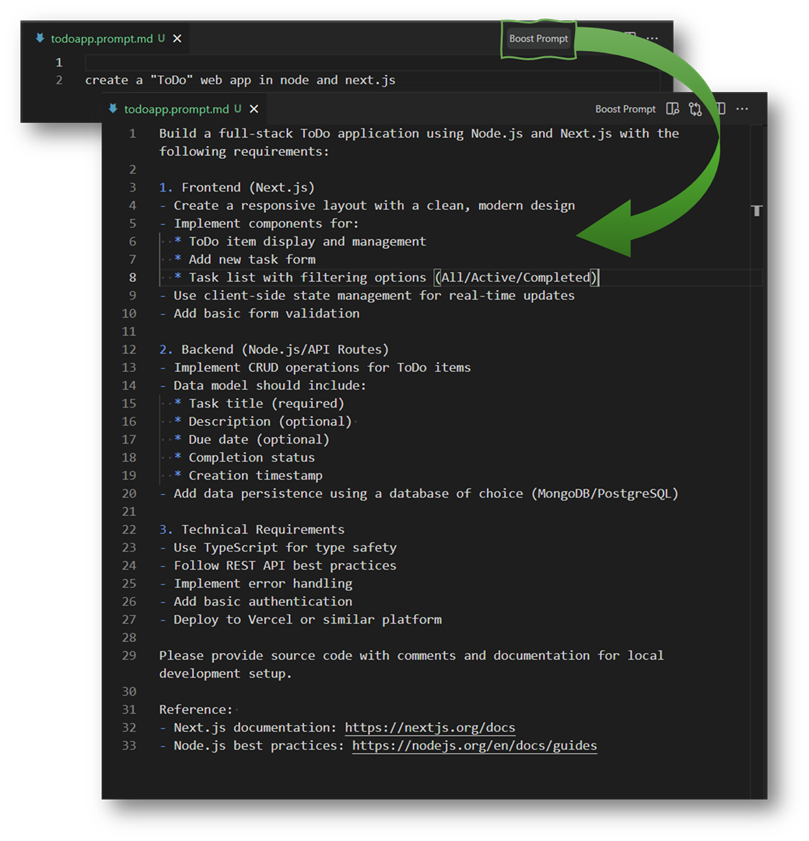 todoapp.prompt.md U ✕
Boost Prompt ...
1
2 create a "ToDo" web app in node and next.js
todoapp.prompt.md U ✕
Boost Prompt ...
1 Build a full-stack ToDo application using Node.js and Next.js with the
following requirements:
2
3 1. Frontend (Next.js)
4 - Create a responsive layout with a clean, modern design
5 - Implement components for:
6 * ToDo item display and management
7 * Add new task form
8 * Task list with filtering options (All/Active/Completed)
9 - Use client-side state management for real-time updates
10 - Add basic form validation
11
12 2. Backend (Node.js/API Routes)
13 - Implement CRUD operations for ToDo items
14 - Data model should include:
15 * Task title (required)
16 * Description (optional)
17 * Due date (optional)
18 * Completion status
19 * Creation timestamp
20 - Add data persistence using a database of choice (MongoDB/PostgreSQL)
21
22 3. Technical Requirements
23 - Use TypeScript for type safety
24 - Follow REST API best practices
25 - Implement error handling
26 - Add basic authentication
27 - Deploy to Vercel or similar platform
28
29 Please provide source code with comments and documentation for local
development setup.
30
31 Reference:
32 - Next.js documentation: https://nextjs.org/docs
33 - Node.js best practices: https://nodejs.org/en/docs/guides